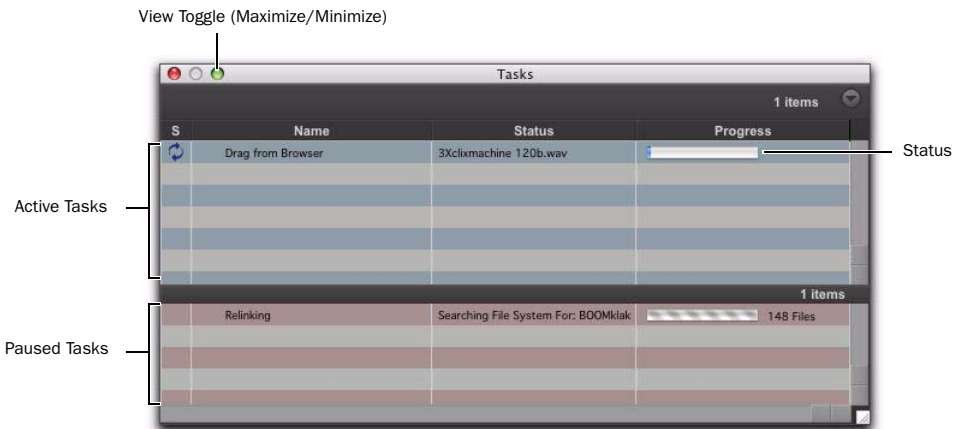 View Toggle (Maximize/Minimize)
Tasks
1 items
S Name Status Progress
Drag from Browser 3Xclixmachine 120b.wav
Status
Active Tasks
1 items
Relinking Searching File System For: BOOMklak 148 Files
Paused Tasks